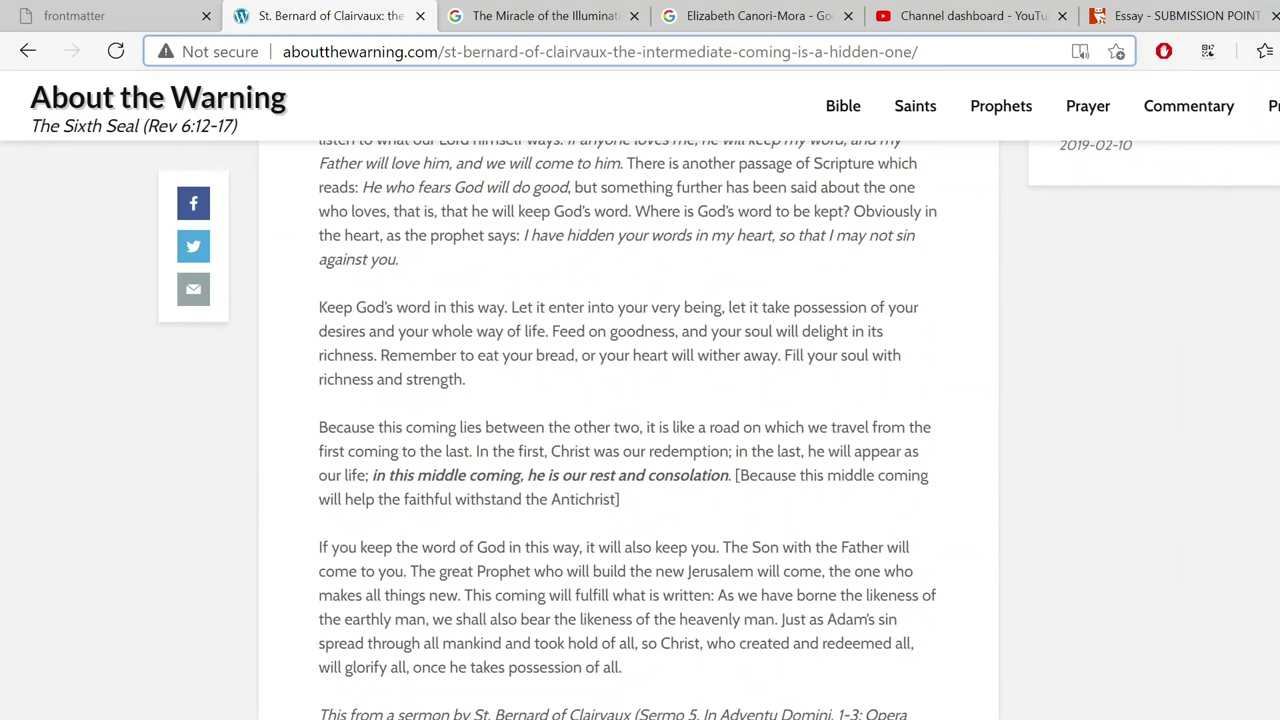 frontmatter
St. Bernard of Clairvaux: the
The Miracle of the Illuminati
Elizabeth Canori-Mora - Goo
Channel dashboard - YouTu
Essay - SUBMISSION POINT
Not secure
aboutthewarning.com/st-bernard-of-clairvaux-the-intermediate-coming-is-a-hidden-one/
About the Warning
The Sixth Seal (Rev 6:12-17)
Bible
Saints
Prophets
Prayer
Commentary
2019-02-10
listen to what our Lord himself ways: If anyone loves me, he will keep my word, and my
Father will love him, and we will come to him. There is another passage of Scripture which
reads: He who fears God will do good, but something further has been said about the one
who loves, that is, that he will keep God's word. Where is God's word to be kept? Obviously in
the heart, as the prophet says: I have hidden your words in my heart, so that I may not sin
against you.
Keep God's word in this way. Let it enter into your very being, let it take possession of your
desires and your whole way of life. Feed on goodness, and your soul will delight in its
richness. Remember to eat your bread, or your heart will wither away. Fill your soul with
richness and strength.
Because this coming lies between the other two, it is like a road on which we travel from the
first coming to the last. In the first, Christ was our redemption; in the last, he will appear as
our life; in this middle coming, he is our rest and consolation. [Because this middle coming
will help the faithful withstand the Antichrist]
If you keep the word of God in this way, it will also keep you. The Son with the Father will
come to you. The great Prophet who will build the new Jerusalem will come, the one who
makes all things new. This coming will fulfill what is written: As we have borne the likeness of
the earthly man, we shall also bear the likeness of the heavenly man. Just as Adam's sin
spread through all mankind and took hold of all, so Christ, who created and redeemed all,
will glorify all, once he takes possession of all.
This from a sermon by St. Bernard of Clairvaux (Sermo 5, In Adventu Domini, 1-3: Opera